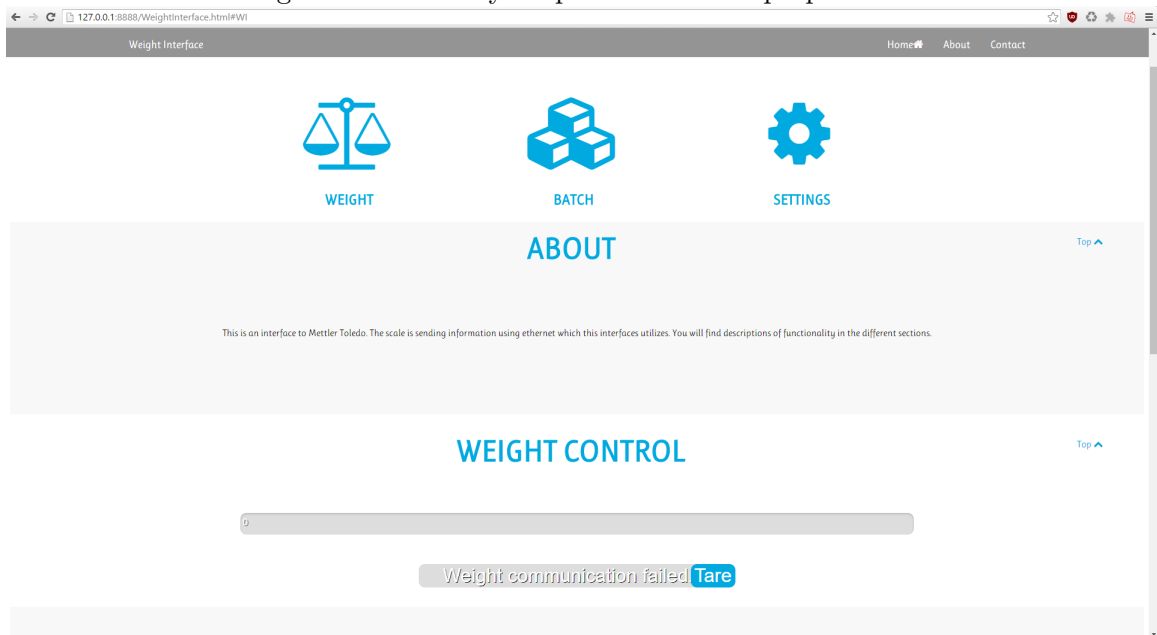 127.0.0.1:8888/WeightInterface.html#WI
Weight Interface Home About Contact
WEIGHT BATCH SETTINGS
ABOUT Top
This is an interface to Mettler Toledo. The scale is sending information using ethernet which this interfaces utilizes. You will find descriptions of functionality in the different sections.
WEIGHT CONTROL Top
0
Weight communication failed Tare